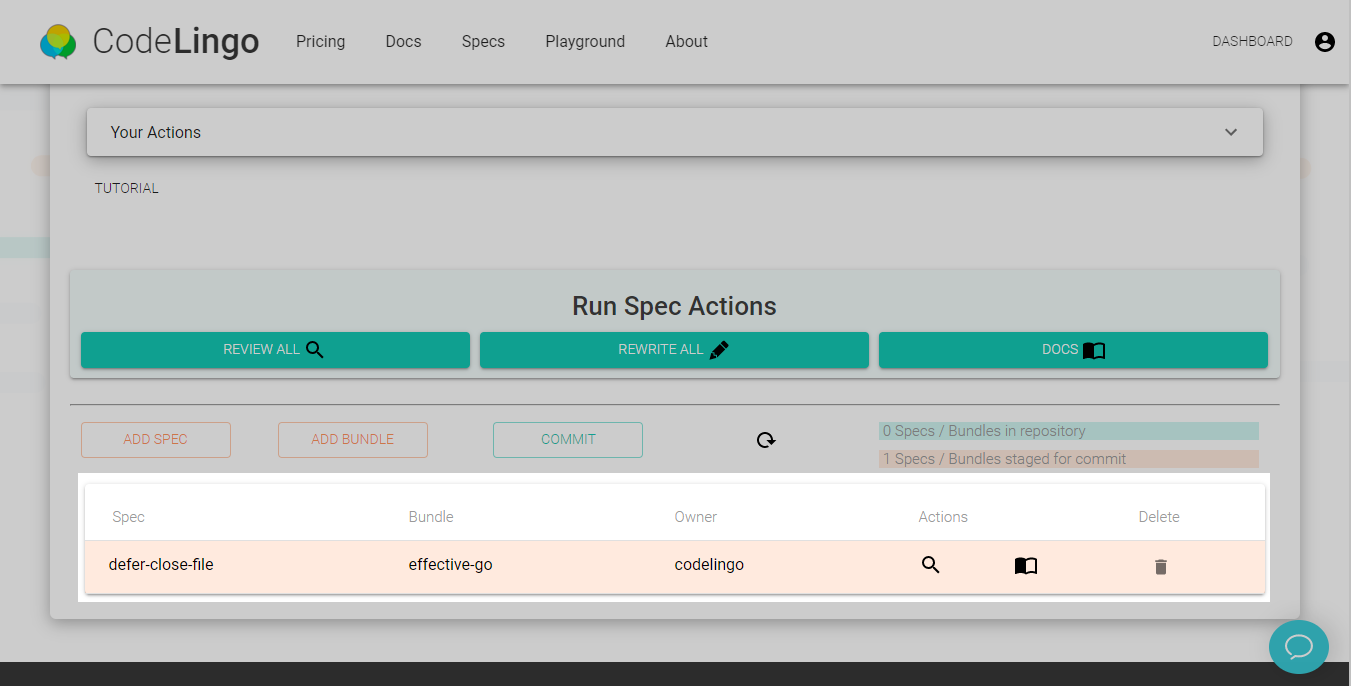 CodeLingo Pricing Docs Specs Playground About DASHBOARD
Your Actions
TUTORIAL
Run Spec Actions
REVIEW ALL REWRITE ALL DOCS
ADD SPEC ADD BUNDLE COMMIT 0 Specs / Bundles in repository
1 Specs / Bundles staged for commit
Spec Bundle Owner Actions Delete
defer-close-file effective-go codelingo